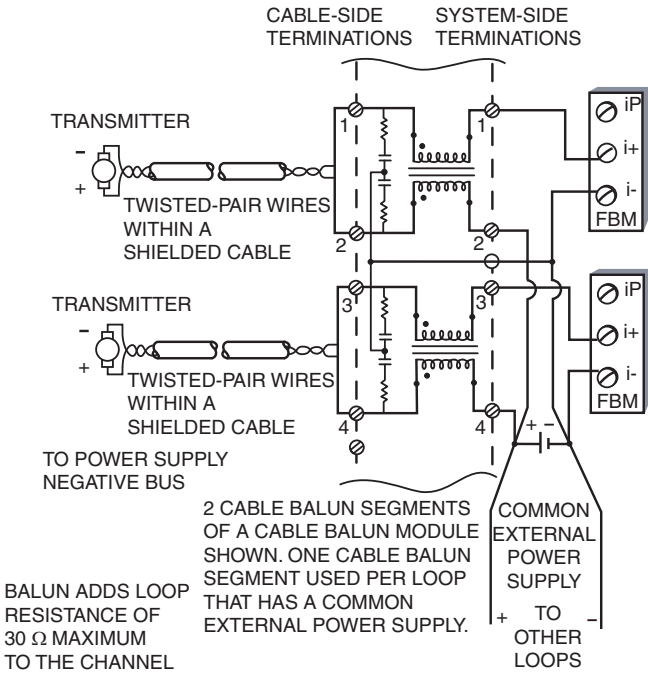 CABLE-SIDE
TERMINATIONS
SYSTEM-SIDE
TERMINATIONS
TRANSMITTER
-
+
TWISTED-PAIR WIRES
WITHIN A
SHIELDED CABLE
1
2
1
2
iP
i+
i-
FBM
TRANSMITTER
-
+
TWISTED-PAIR WIRES
WITHIN A
SHIELDED CABLE
3
4
3
4
iP
i+
i-
FBM
+ -
TO POWER SUPPLY
NEGATIVE BUS
2 CABLE BALUN SEGMENTS
OF A CABLE BALUN MODULE
SHOWN. ONE CABLE BALUN
SEGMENT USED PER LOOP
THAT HAS A COMMON
EXTERNAL POWER SUPPLY.
COMMON
EXTERNAL
POWER
SUPPLY
+ TO -
OTHER
LOOPS
BALUN ADDS LOOP
RESISTANCE OF
30 Ω MAXIMUM
TO THE CHANNEL